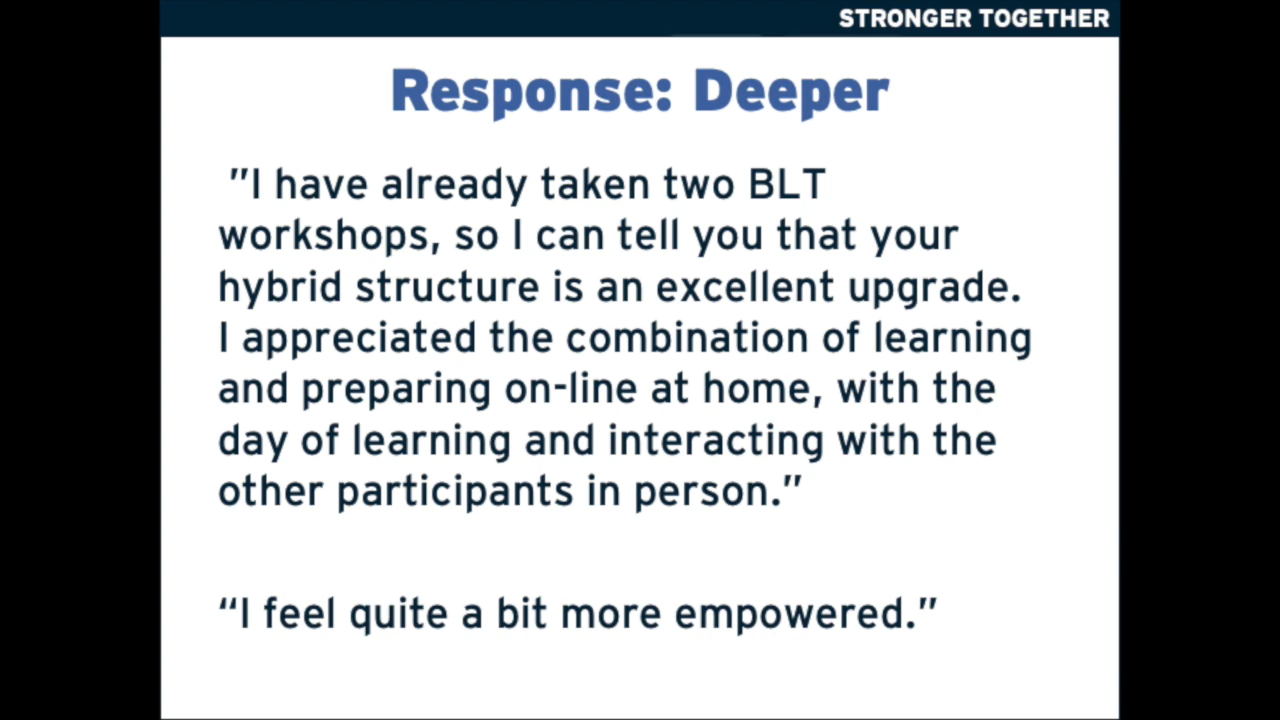 STRONGER TOGETHER
Response: Deeper
”I have already taken two BLT
workshops, so I can tell you that your
hybrid structure is an excellent upgrade.
I appreciated the combination of learning
and preparing on-line at home, with the
day of learning and interacting with the
other participants in person.”
“I feel quite a bit more empowered.”